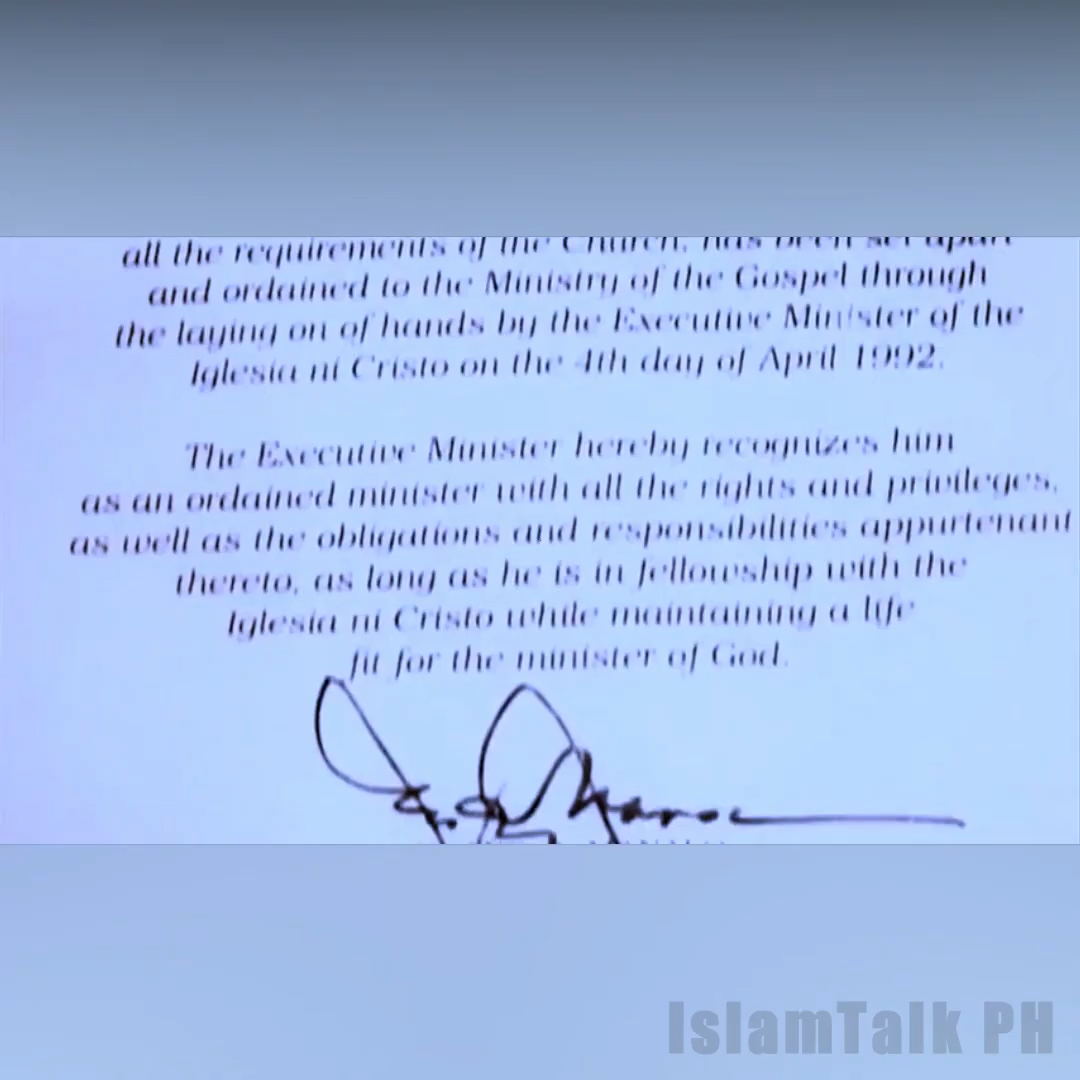 all the requirements of the Church, has been set apart
and ordained to the Ministry of the Gospel through
the laying on of hands by the Executive Minister of the
Iglesia ni Cristo on the 4th day of April 1992.
The Executive Minister hereby recognizes him
as an ordained minister with all the rights and privileges,
as well as the obligations and responsibilities appurtenant
thereto, as long as he is in fellowship with the
Iglesia ni Cristo while maintaining a life
fit for the minister of God.
IslamTalk PH